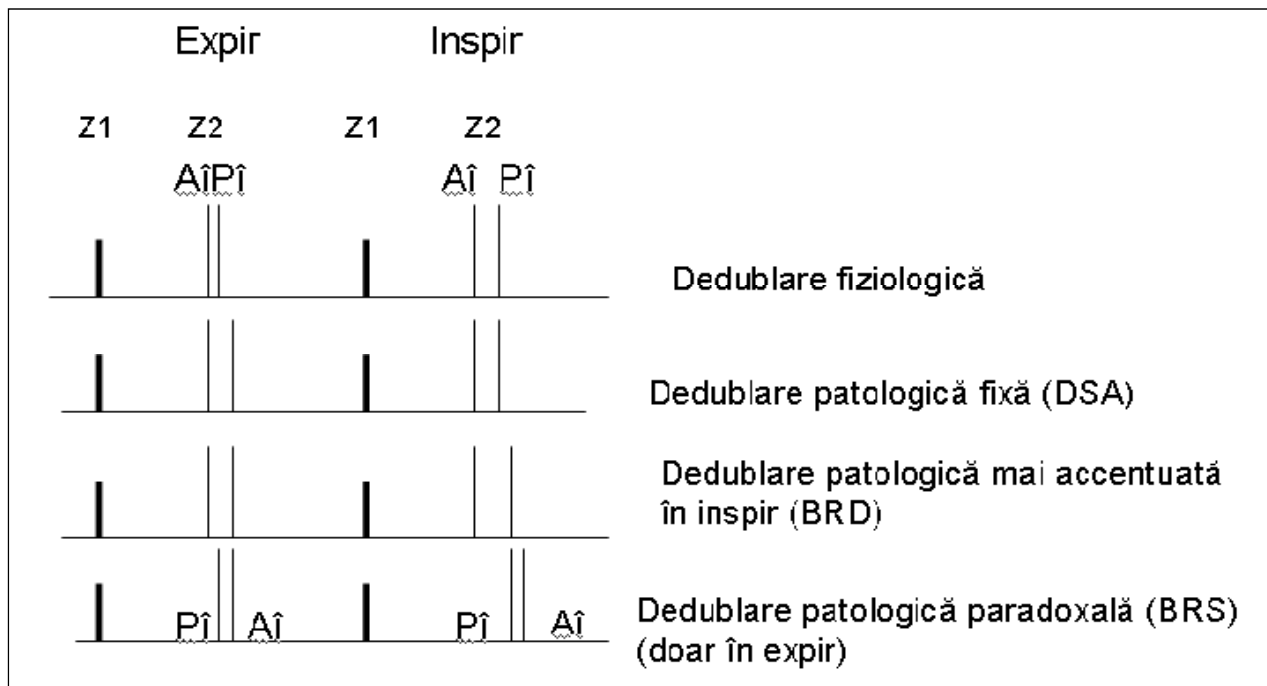 Expir Inspir
Z1 Z2 Z1 Z2
AîPî Aî Pî
Dedublare fiziologică
Dedublare patologică fixă (DSA)
Dedublare patologică mai accentuată
în inspir (BRD)
Pî Aî Pî Aî
Dedublare patologică paradoxală (BRS)
(doar în expir)